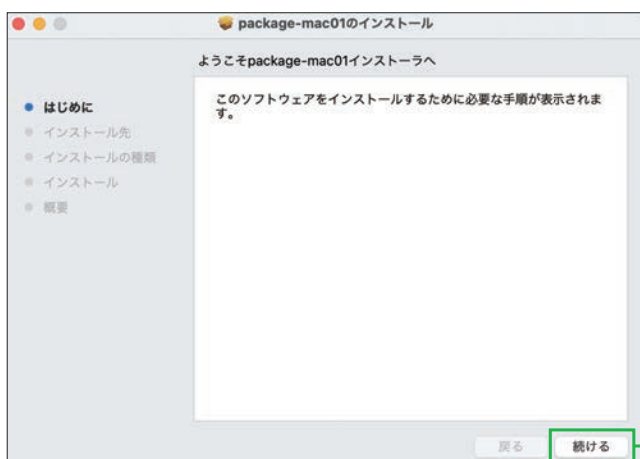 package-mac01のインストール
ようこそpackage-mac01インストーラへ
はじめに
インストール先
インストールの種類
インストール
概要
このソフトウェアをインストールするために必要な手順が表示されま
す。
戻る
続ける